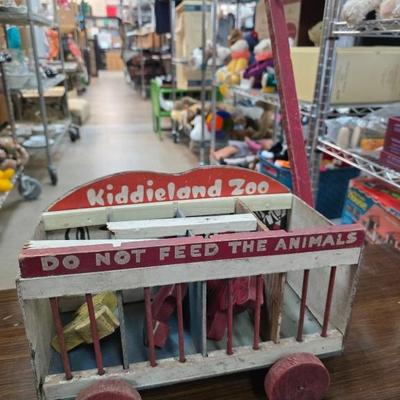 Kiddieland Zoo
DO NOT FEED THE ANIMALS